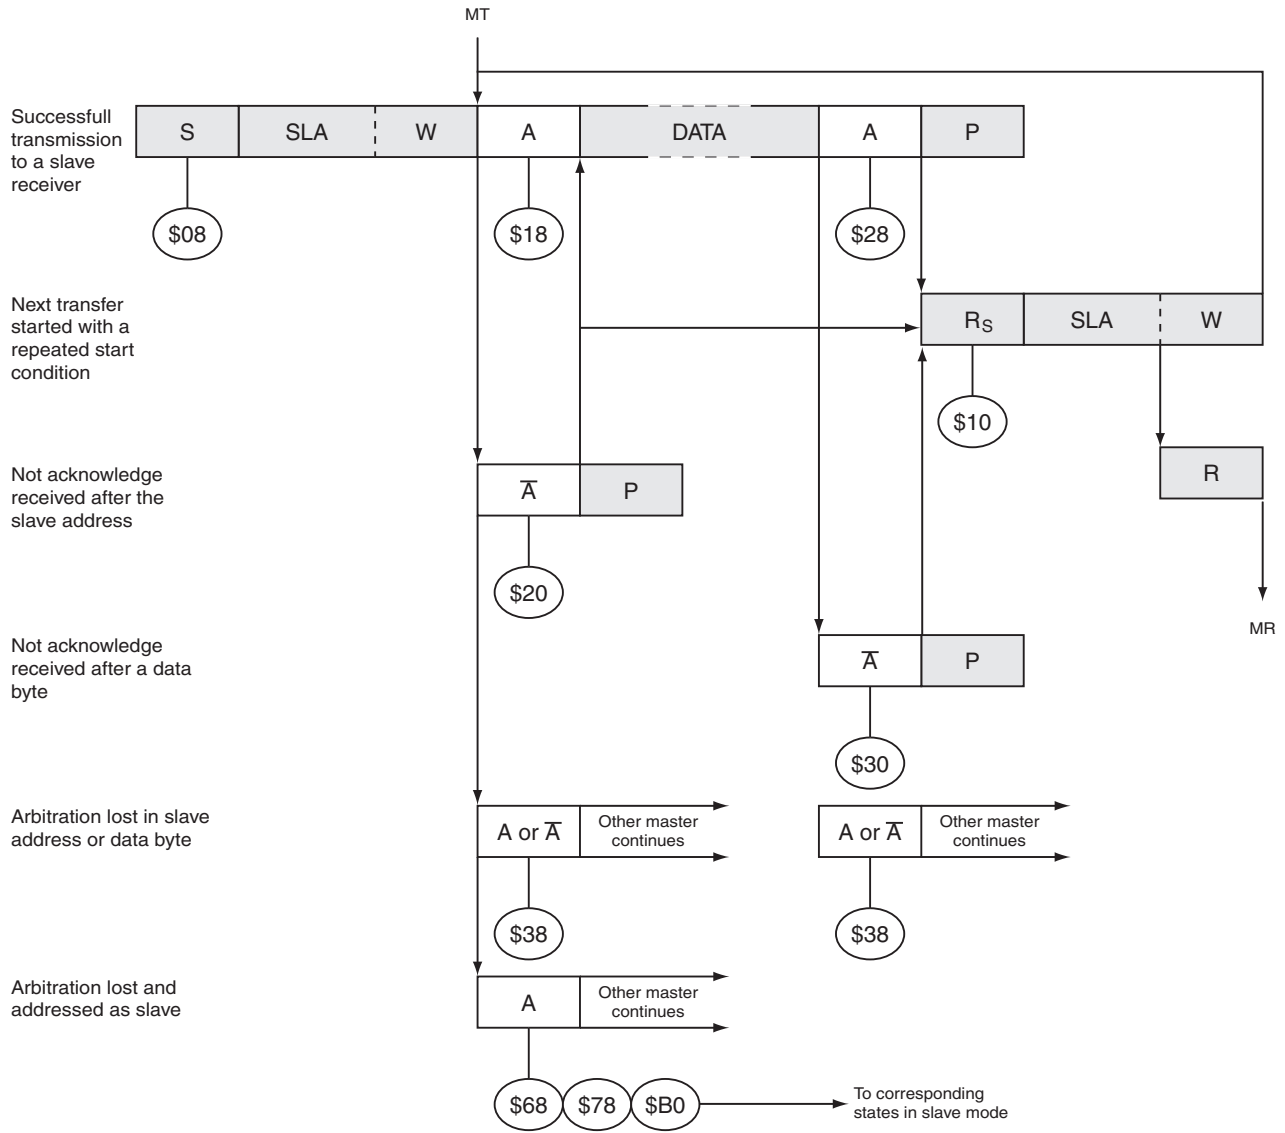 MT
Successfull
transmission
to a slave
receiver
S SLA W A DATA A P
$08 $18 $28
Next transfer
started with a
repeated start
condition
RS SLA W
$10
Not acknowledge
received after the
slave address
A̅ P
R
$20
MR
Not acknowledge
received after a data
byte
A̅ P
$30
Arbitration lost in slave
address or data byte
A or A̅
Other master
continues
A or A̅
Other master
continues
$38 $38
Arbitration lost and
addressed as slave
A
Other master
continues
$68 $78 $B0
To corresponding
states in slave mode